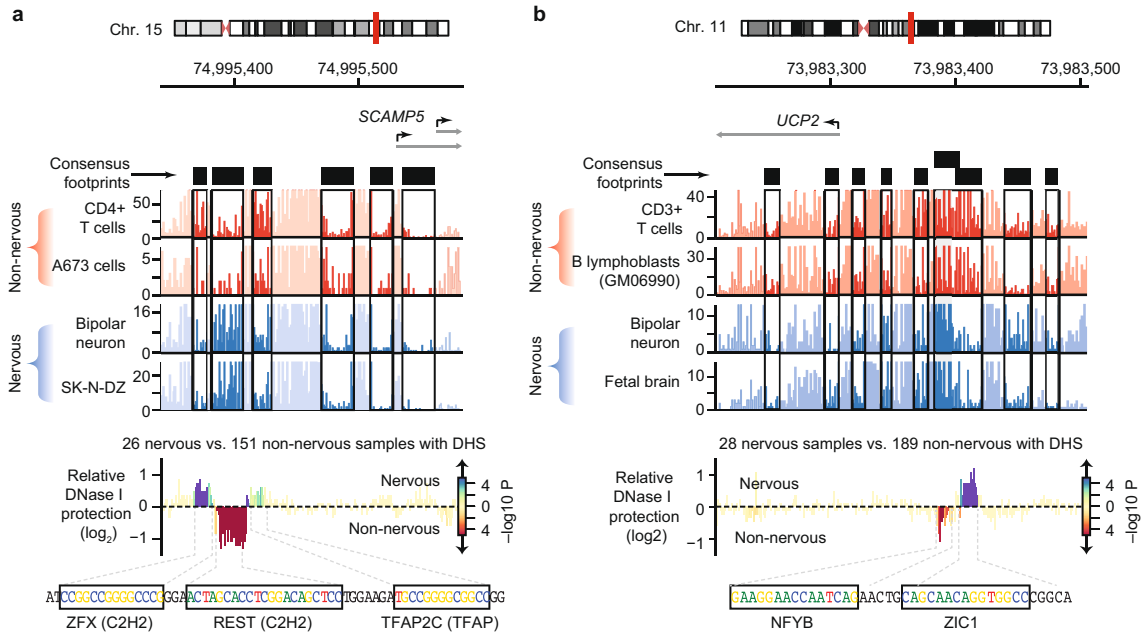 a
Chr. 15
74,995,400 74,995,500
SCAMP5
Consensus footprints
Non-nervous
CD4+ T cells
50
0
A673 cells
5
0
Nervous
Bipolar neuron
16
0
SK-N-DZ
20
0
26 nervous vs. 151 non-nervous samples with DHS
Relative DNase I protection (log2)
1
0
−1
Nervous
Non-nervous
4
4
−log10 P
ATCCGGCCGGGGCCCGGGAACTAGCACCTCGGACAGCTCCTGGAAGATGCCGGGGCGGCCGG
ZFX (C2H2) REST (C2H2) TFAP2C (TFAP)
b
Chr. 11
73,983,300 73,983,400 73,983,500
UCP2
Consensus footprints
Non-nervous
CD3+ T cells
40
20
0
B lymphoblasts (GM06990)
30
0
Nervous
Bipolar neuron
10
0
Fetal brain
10
0
28 nervous samples vs. 189 non-nervous with DHS
Relative DNase I protection (log2)
1
0
−1
Nervous
Non-nervous
4
4
−log10 P
GAAGGAACCAATCAGAACTGCAGCAACAGGTGGCCCGGCA
NFYB ZIC1